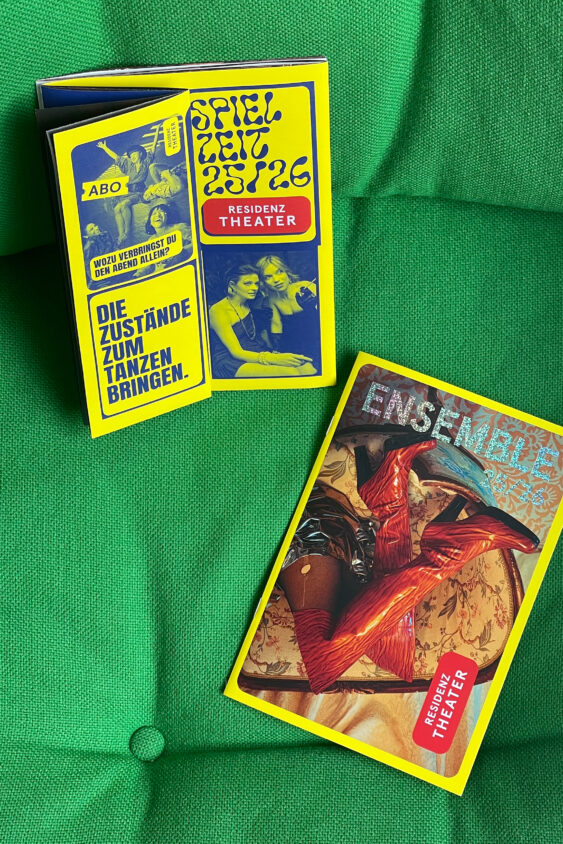 RESIDENZ
THEATER
ABO
WOZU VERBRINGST DU
DEN ABEND ALLEIN?
DIE
ZUSTÄNDE
ZUM
TANZEN
BRINGEN.
SPIEL
ZEIT
25/26
RESIDENZ
THEATER
ENSEMBLE
25/26
RESIDENZ
THEATER